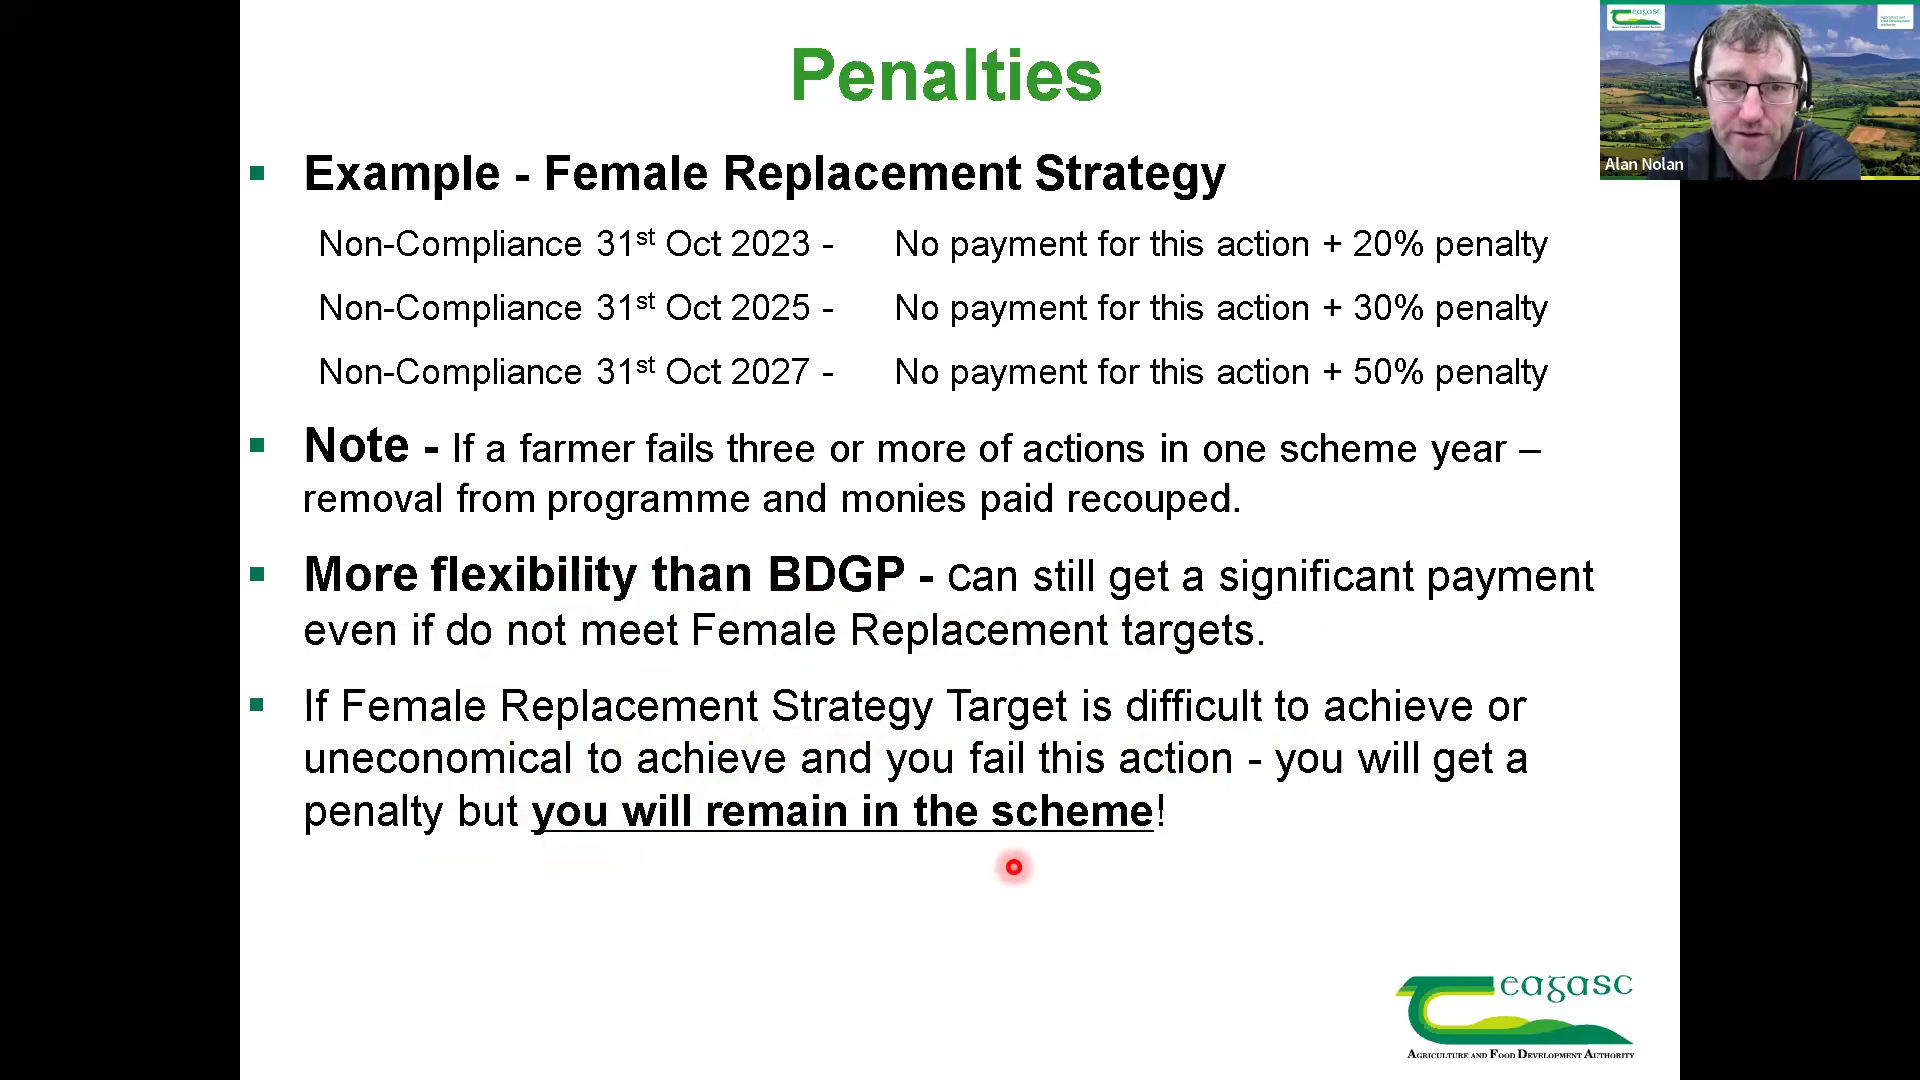 Penalties
Example - Female Replacement Strategy
Non-Compliance 31st Oct 2023 - No payment for this action + 20% penalty
Non-Compliance 31st Oct 2025 - No payment for this action + 30% penalty
Non-Compliance 31st Oct 2027 - No payment for this action + 50% penalty
Note - If a farmer fails three or more of actions in one scheme year –
removal from programme and monies paid recouped.
More flexibility than BDGP - can still get a significant payment
even if do not meet Female Replacement targets.
If Female Replacement Strategy Target is difficult to achieve or
uneconomical to achieve and you fail this action - you will get a
penalty but you will remain in the scheme!
Teagasc
Agriculture and Food Development Authority
Teagasc
Alan Nolan